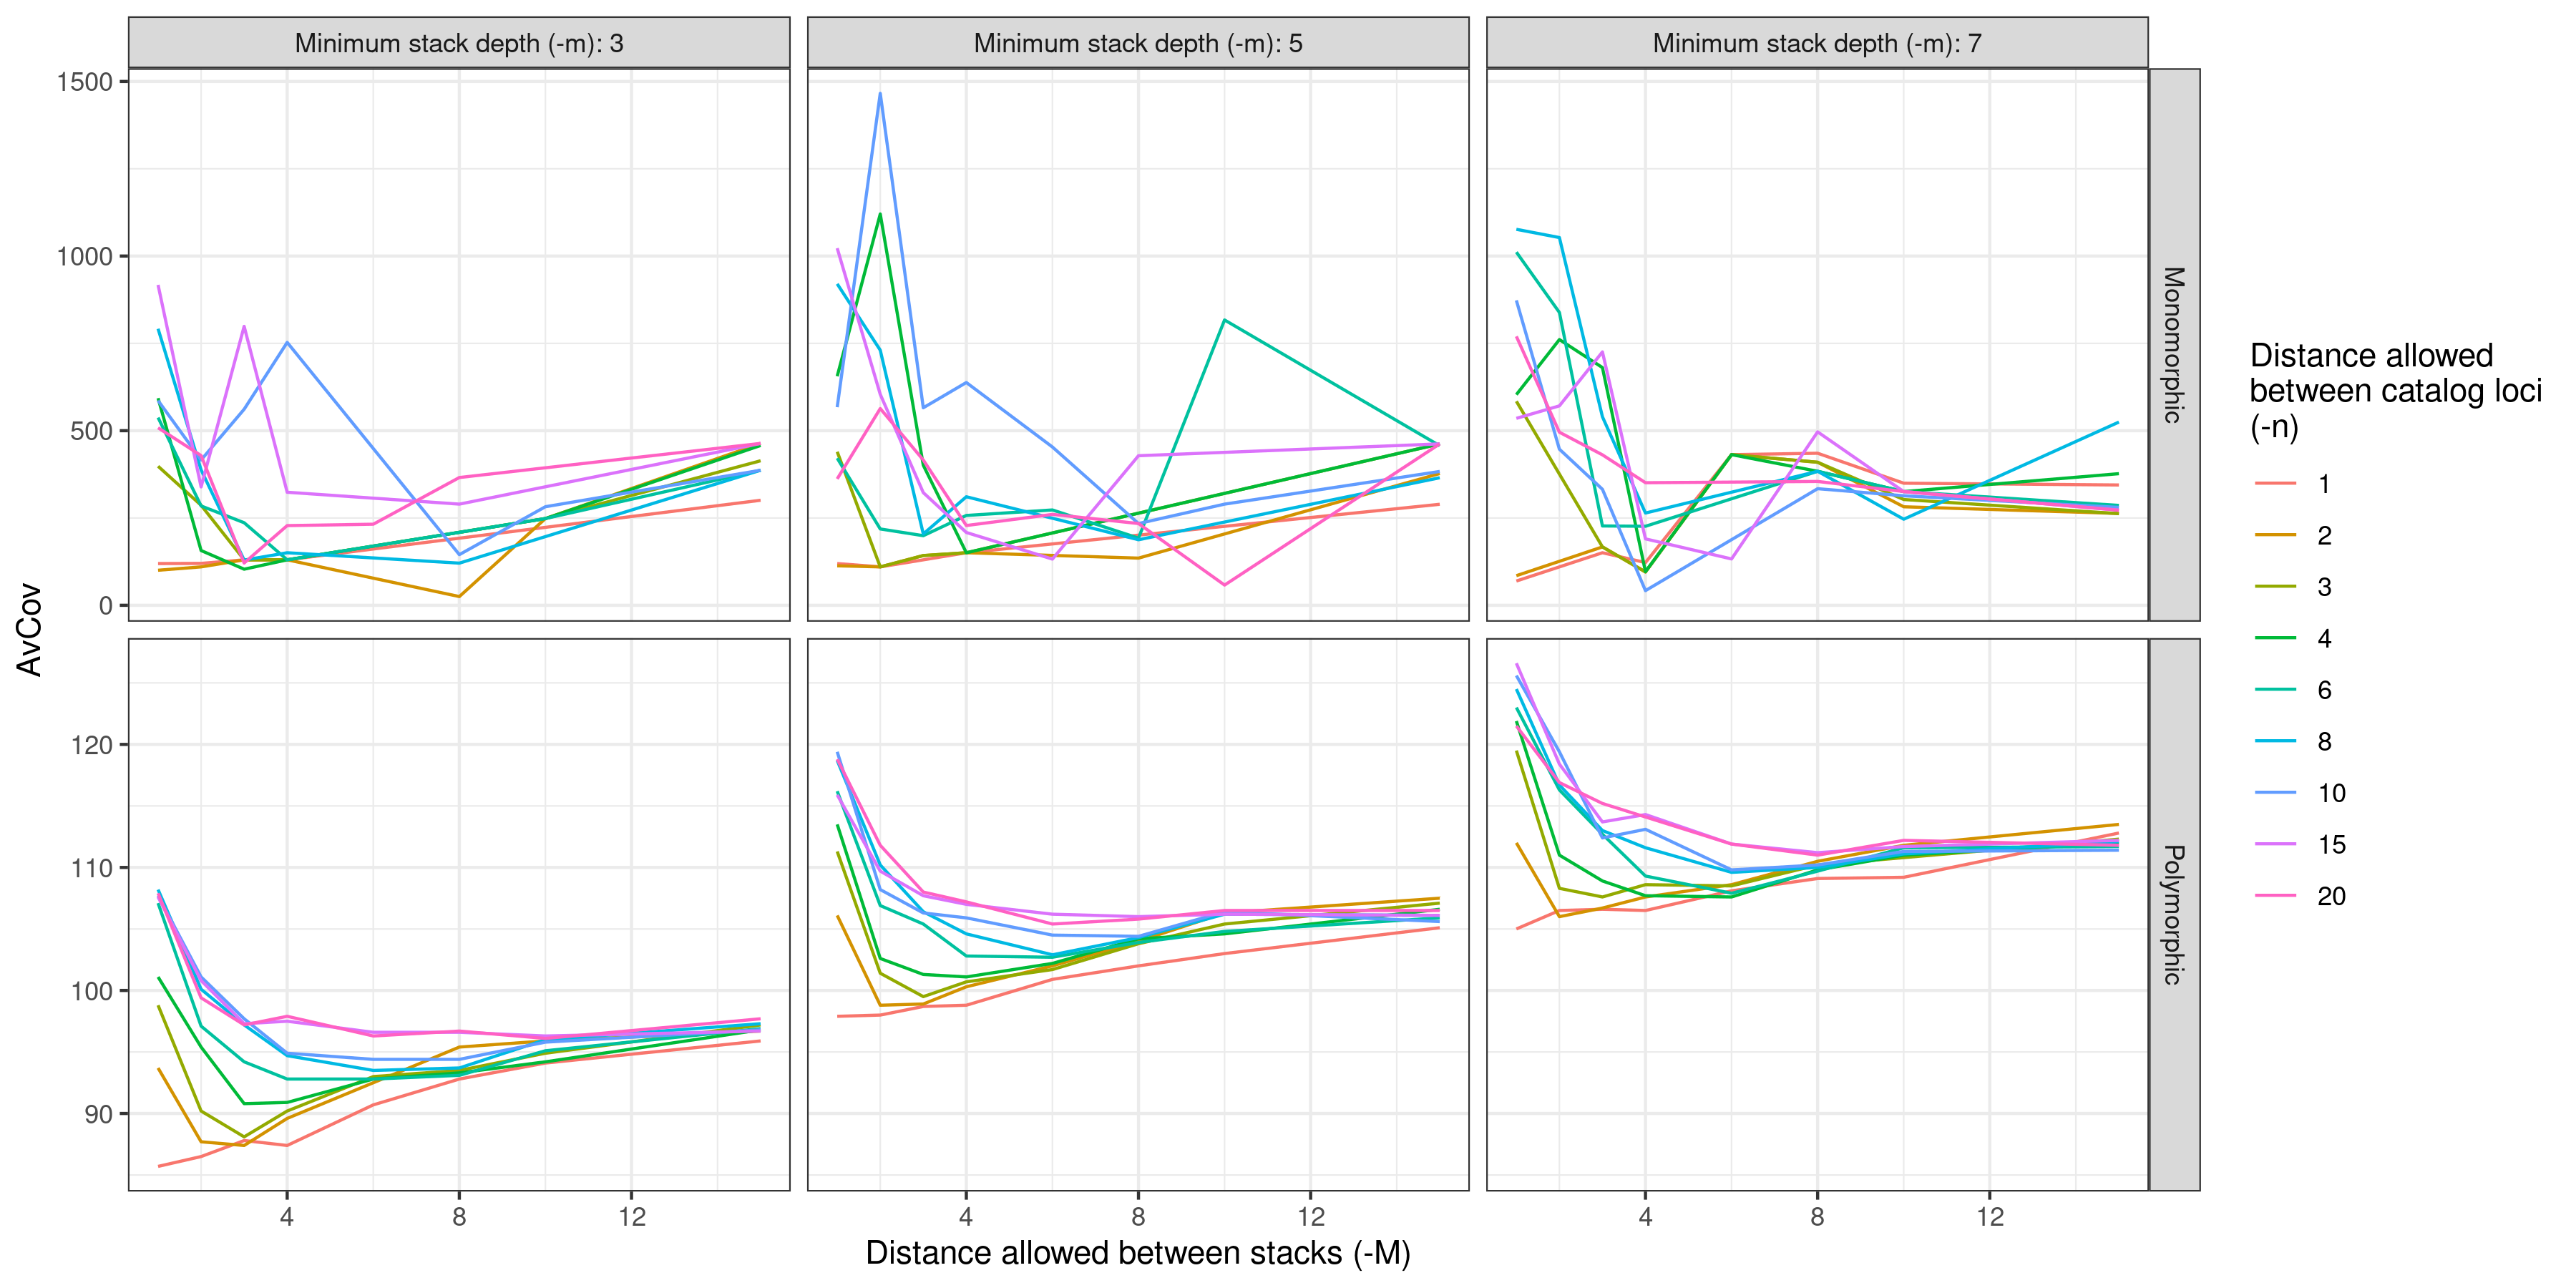 Minimum stack depth (-m): 3
Minimum stack depth (-m): 5
Minimum stack depth (-m): 7
1500
1000
500
0
Monomorphic
120
110
100
90
Polymorphic
AvCov
4
8
12
4
8
12
4
8
12
Distance allowed between stacks (-M)
Distance allowed
between catalog loci
(-n)
1
2
3
4
6
8
10
15
20